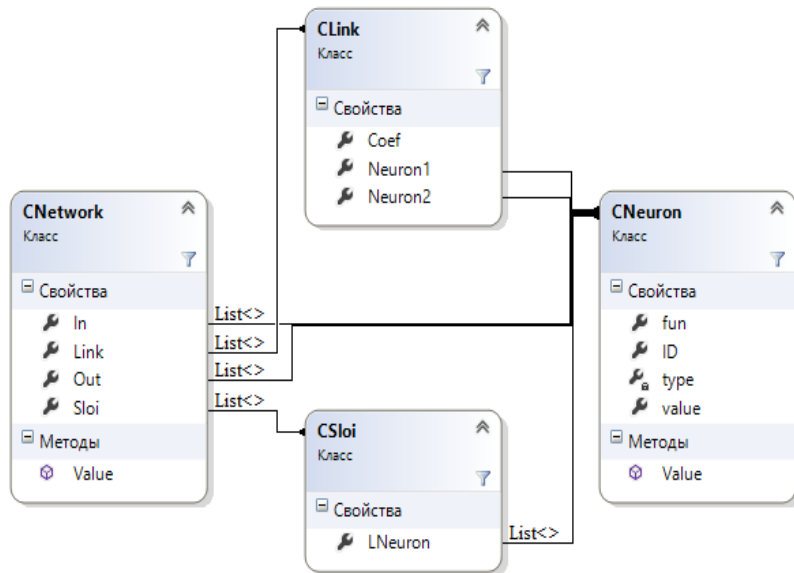 CLink
Класс
Свойства
Coef
Neuron1
Neuron2
CNetwork
Класс
Свойства
In
Link
Out
Sloi
Методы
Value
List<>
List<>
List<>
List<>
CSloi
Класс
Свойства
LNeuron
List<>
CNeuron
Класс
Свойства
fun
ID
type
value
Методы
Value